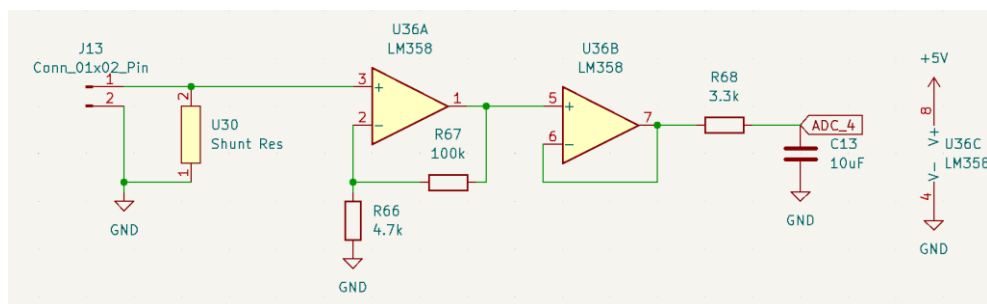 J13
Conn_01x02_Pin
1
2
2
U30
Shunt Res
1
GND
U36A
LM358
3
+
2
−
1
R67
100k
R66
4.7k
GND
U36B
LM358
5
+
6
−
7
R68
3.3k
ADC_4
C13
10uF
GND
+5V
8
V+
U36C
LM358
V-
4
GND